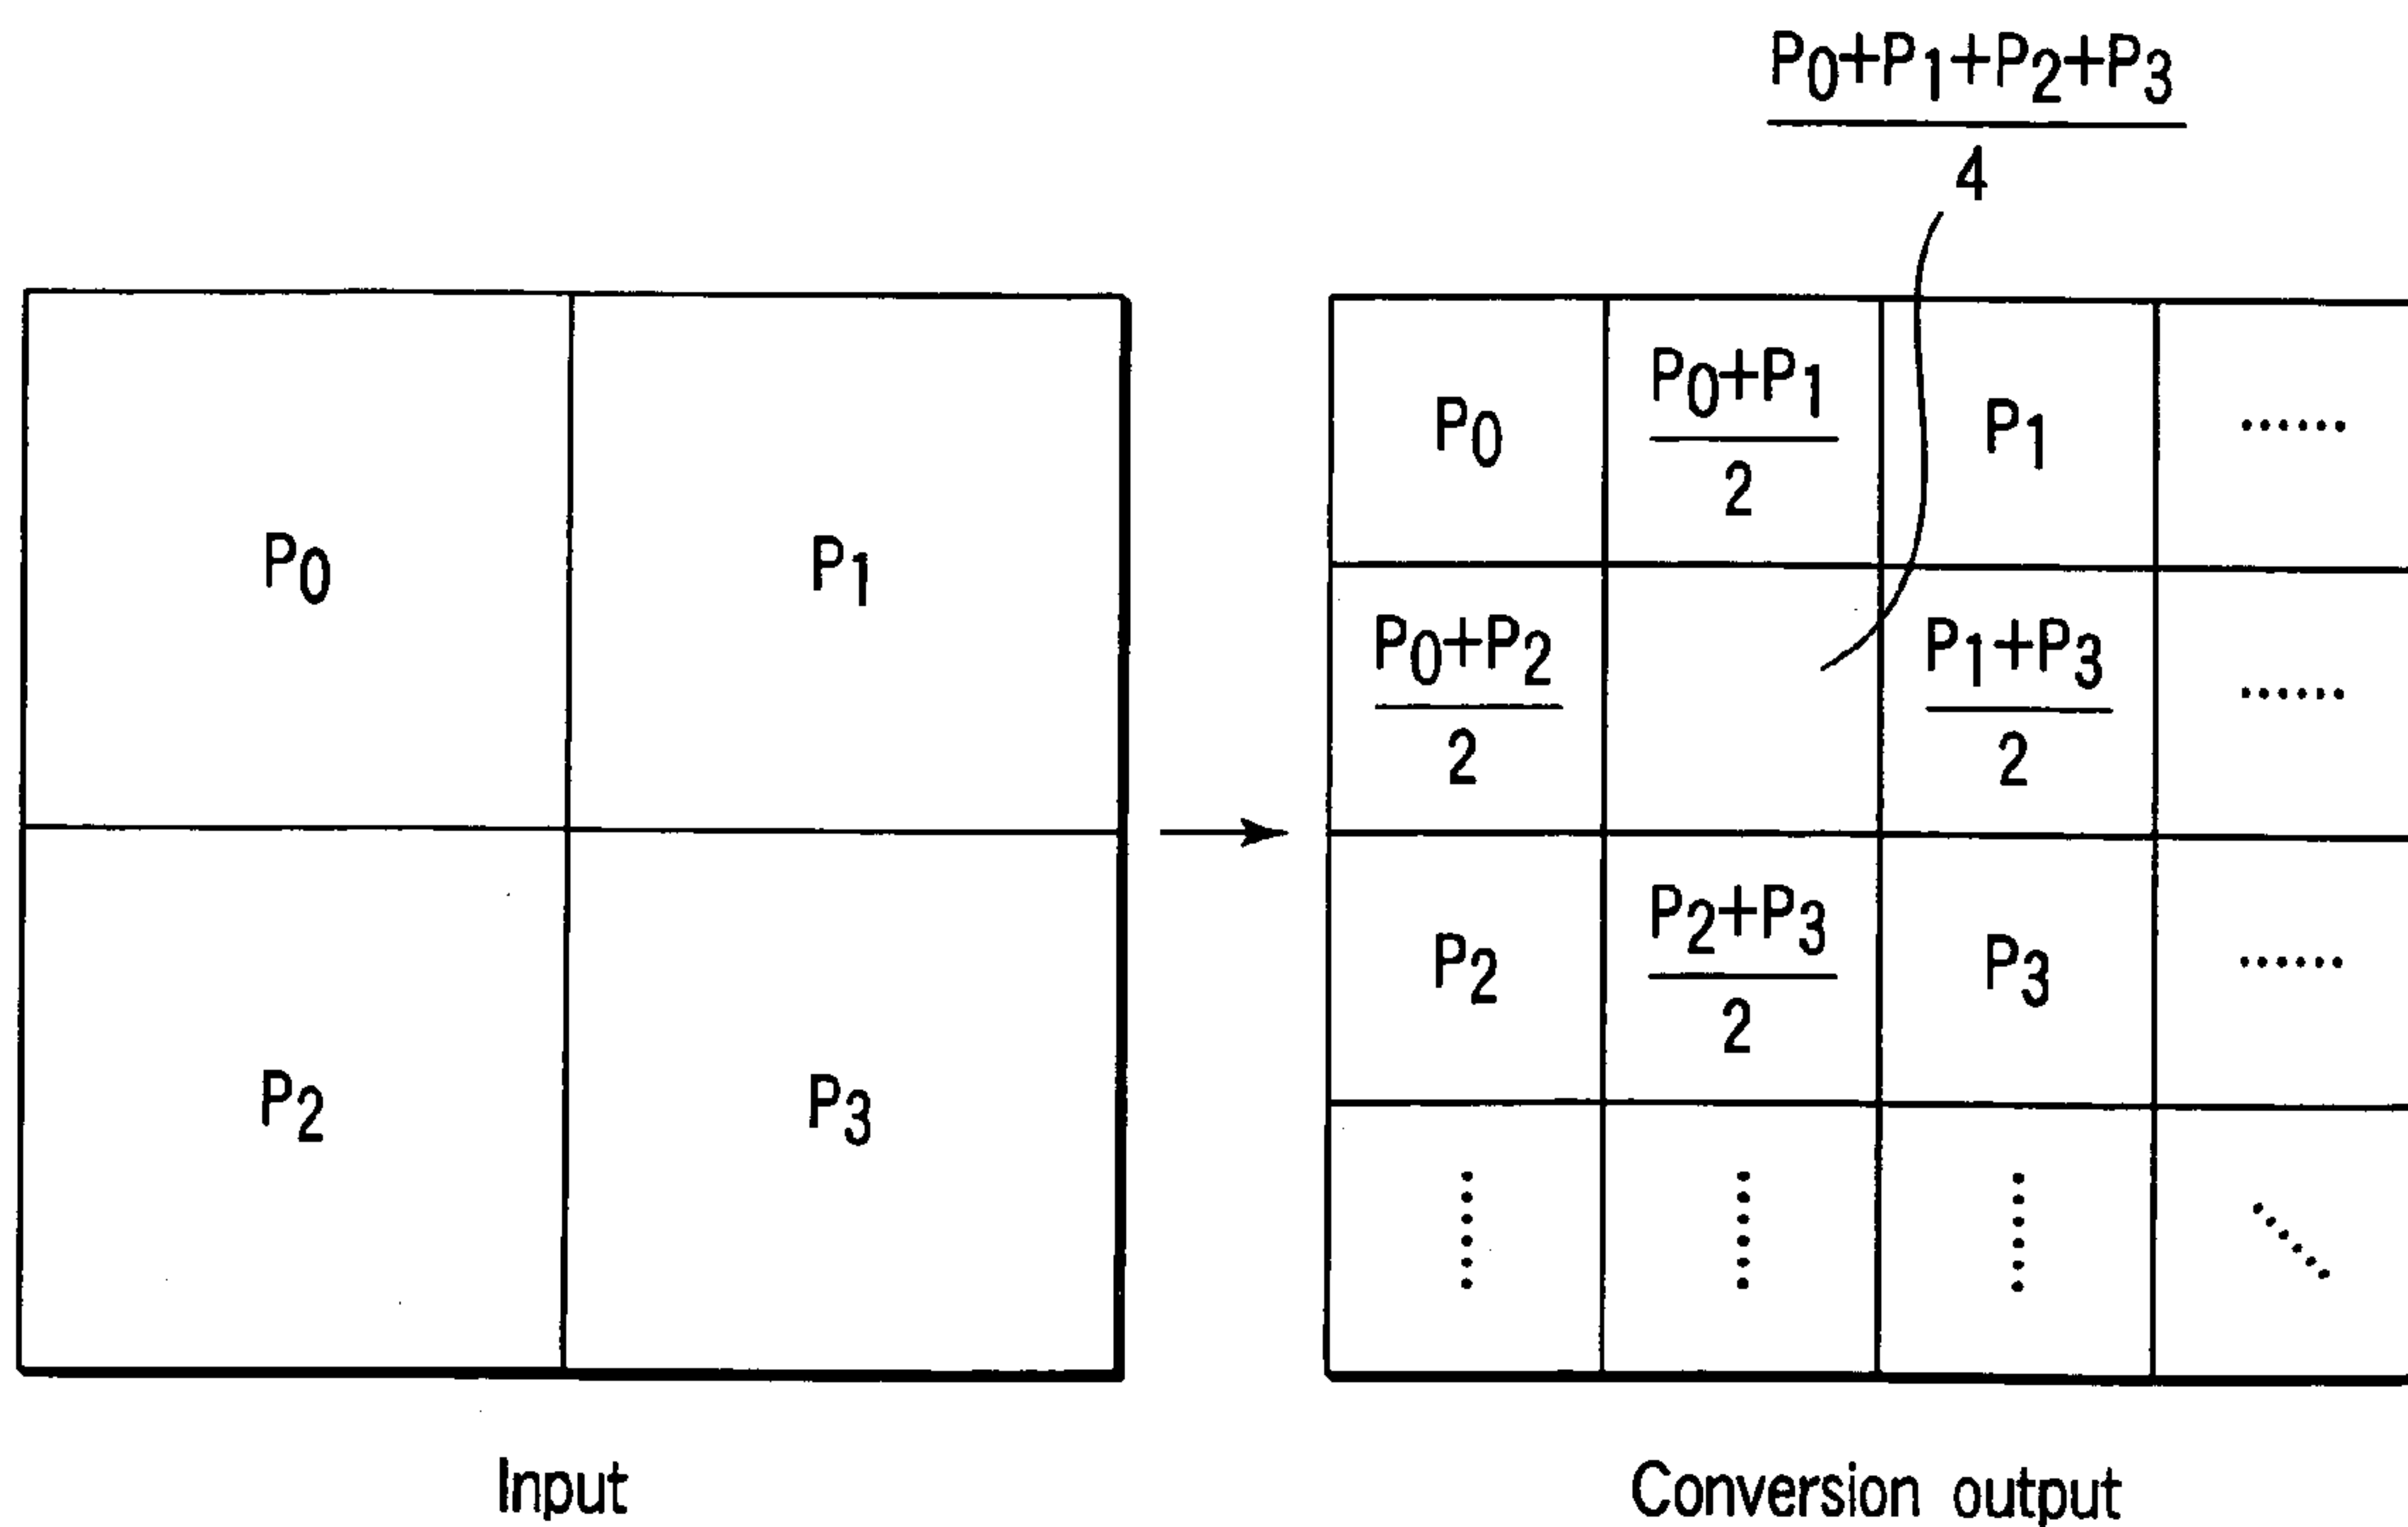 P0+P1+P2+P3
4
P0 P1
P2 P3
P0 P0+P1 P1 ......
2
P0+P2 P1+P3 ......
2 2
P2 P2+P3 P3 ......
2
Input
Conversion output